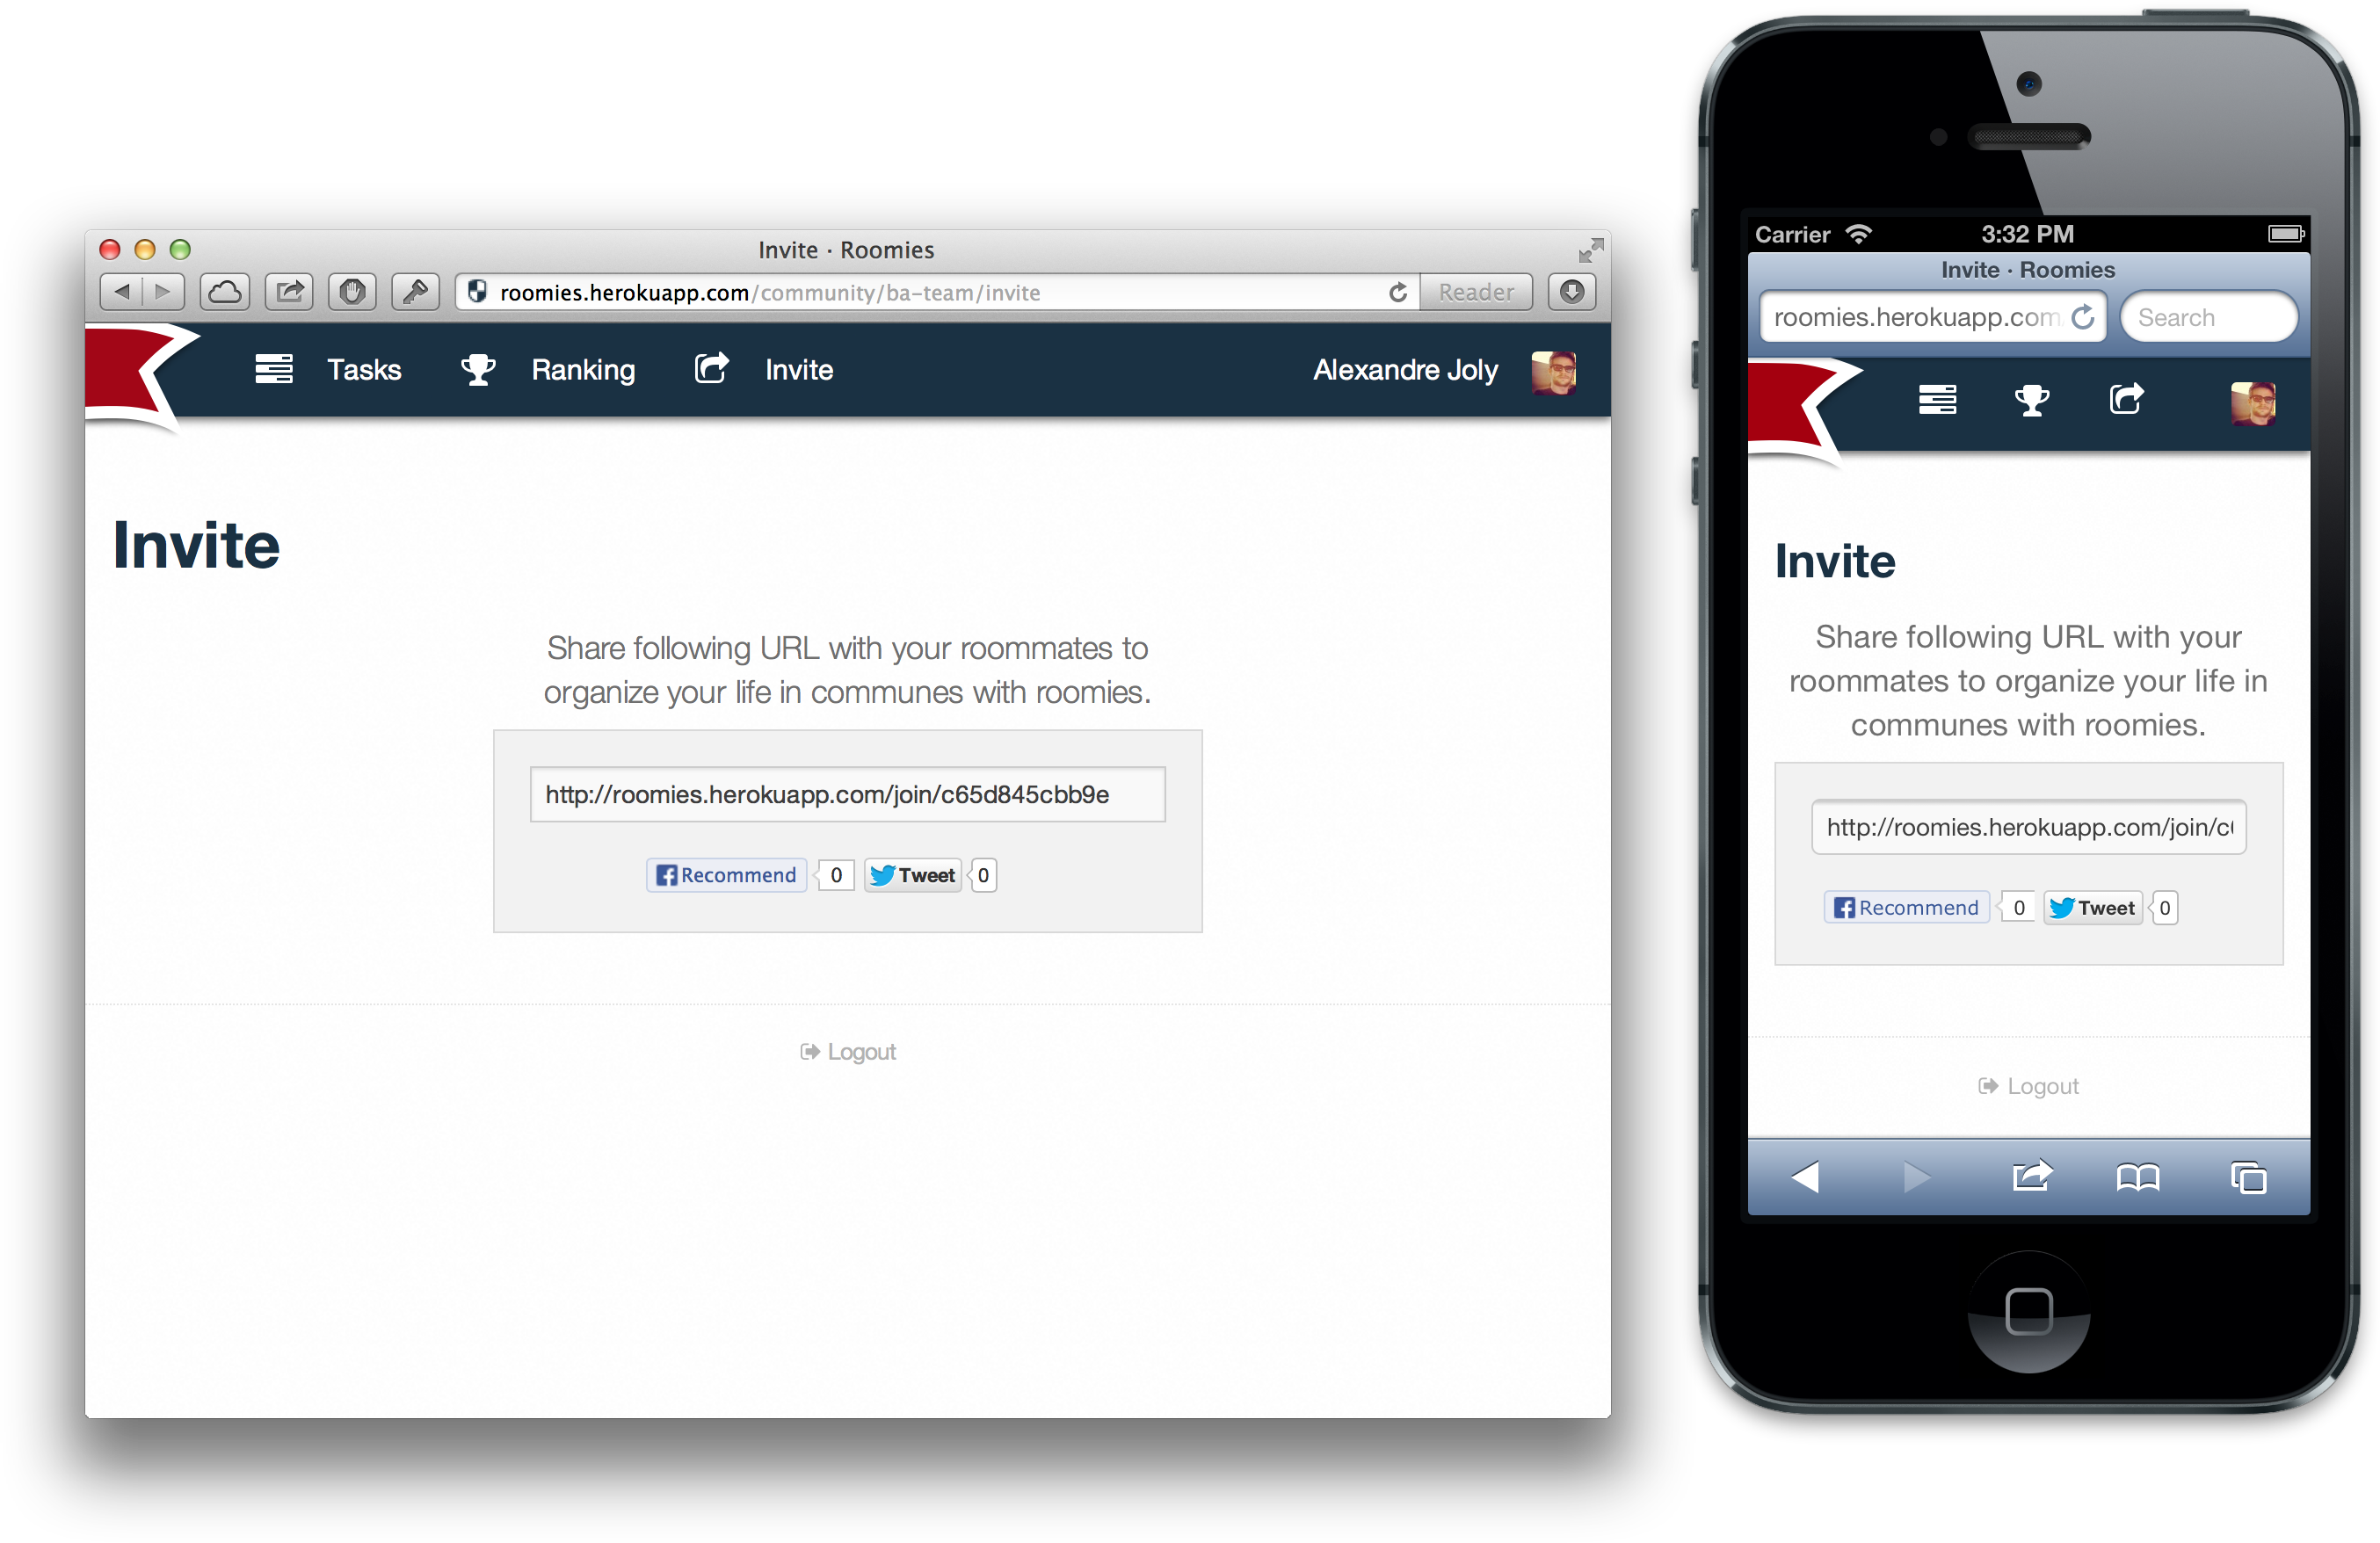 Invite · Roomies
roomies.herokuapp.com/community/ba-team/invite
Reader
Tasks
Ranking
Invite
Alexandre Joly
Invite
Share following URL with your roommates to
organize your life in communes with roomies.
http://roomies.herokuapp.com/join/c65d845cbb9e
Recommend 0 Tweet 0
Logout
Carrier 3:32 PM
Invite · Roomies
roomies.herokuapp.com
Search
Invite
Share following URL with your
roommates to organize your life in
communes with roomies.
http://roomies.herokuapp.com/join/c6
Recommend 0 Tweet 0
Logout